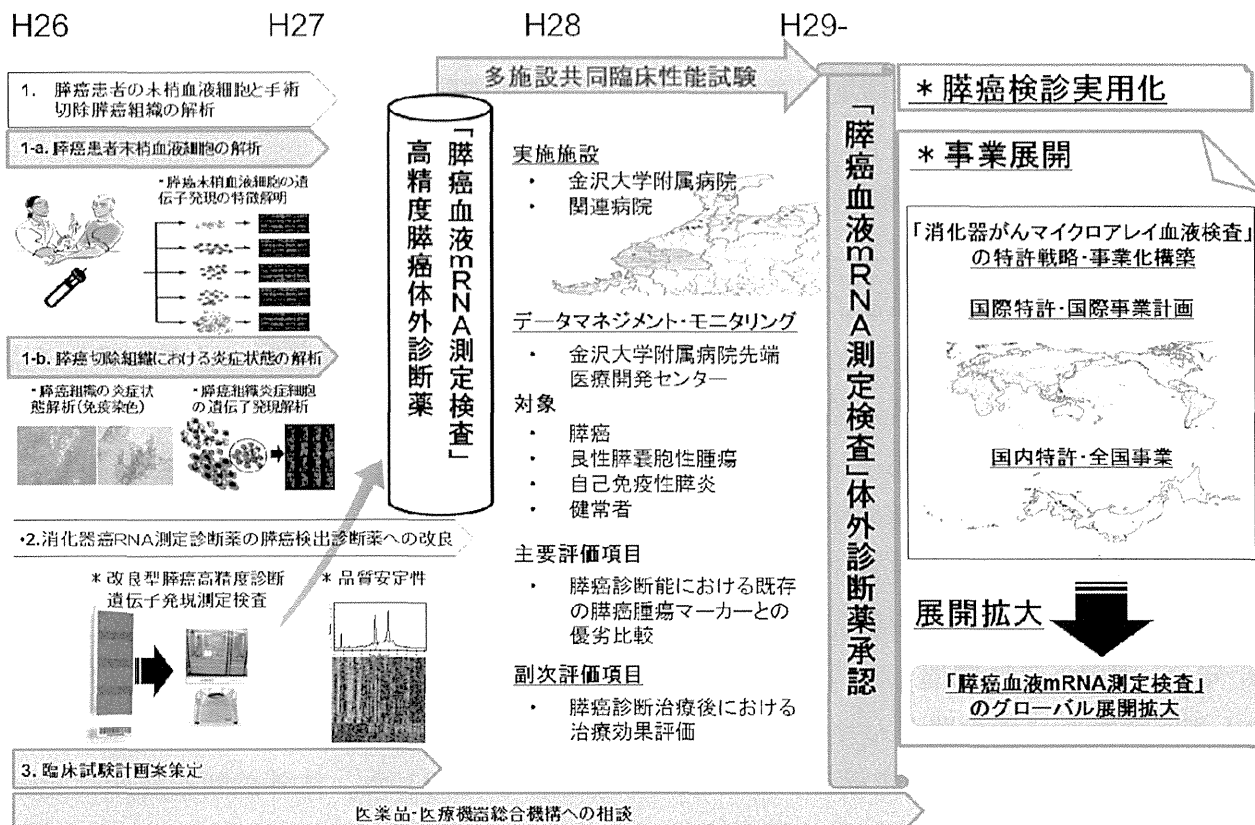 H26
H27
H28
H29-
1. 膵癌患者の末梢血液細胞と手術
切除膵癌組織の解析
1-a. 膵癌患者末梢血液細胞の解析
・膵癌末梢血液細胞の遺
伝子発現の特徴解明
1-b. 膵癌切除組織における炎症状態の解析
・膵癌組織の炎症状
態解析(免疫染色)
・膵癌組織炎症細胞
の遺伝子発現解析
・2.消化器癌RNA測定診断薬の膵癌検出診断薬への改良
*改良型膵癌高精度診断
遺伝子発現測定検査
*品質安定性
3. 臨床試験計画案策定
医薬品・医療機器総合機構への相談
「膵癌血液mRNA測定検査」
高精度膵癌体外診断薬
多施設共同臨床性能試験
実施施設
・ 金沢大学附属病院
・ 関連病院
データマネジメント・モニタリング
・ 金沢大学附属病院先端
医療開発センター
対象
・ 膵癌
・ 良性膵嚢胞性腫瘍
・ 自己免疫性膵炎
・ 健常者
主要評価項目
・ 膵癌診断能における既存
の膵癌腫瘍マーカーとの
優劣比較
副次評価項目
・ 膵癌診断治療後における
治療効果評価
「膵癌血液mRNA測定検査」体外診断薬承認
*膵癌検診実用化
*事業展開
「消化器がんマイクロアレイ血液検査」
の特許戦略・事業化構築
国際特許・国際事業計画
国内特許・全国事業
展開拡大
「膵癌血液mRNA測定検査」
のグローバル展開拡大